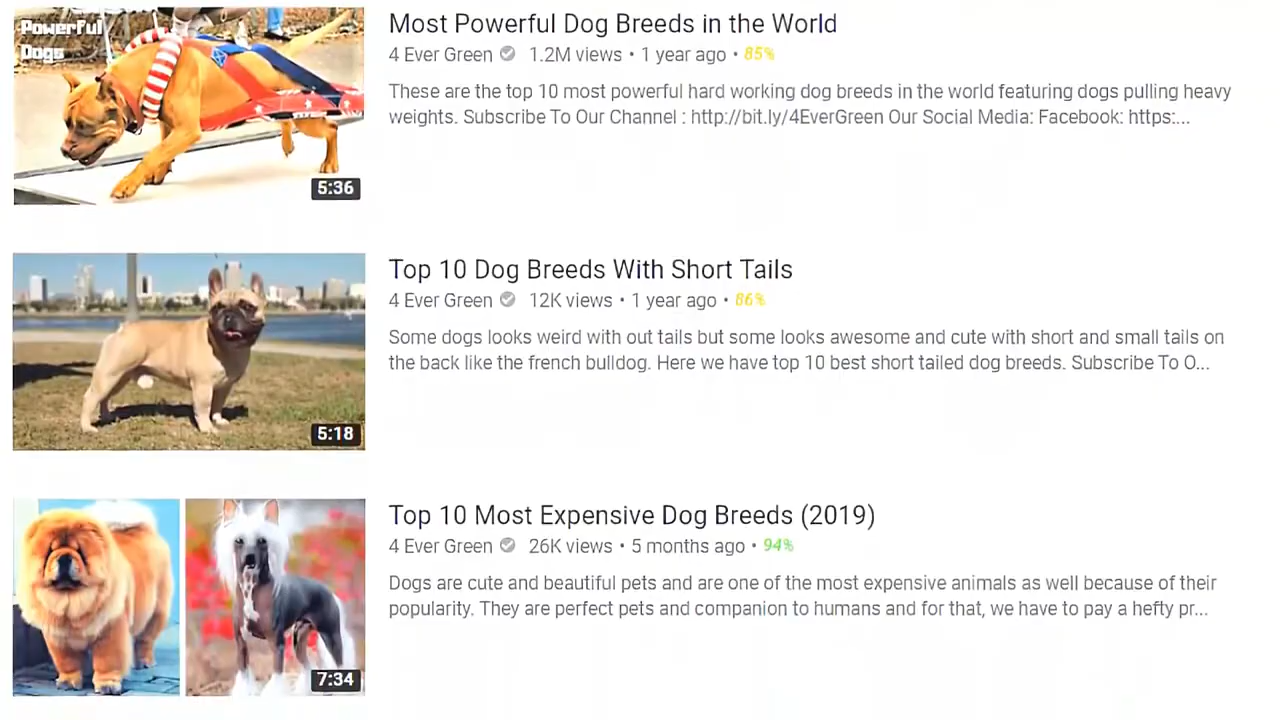 Powerful
Dogs
5:36
Most Powerful Dog Breeds in the World
4 Ever Green 1.2M views • 1 year ago • 85%
These are the top 10 most powerful hard working dog breeds in the world featuring dogs pulling heavy
weights. Subscribe To Our Channel : http://bit.ly/4EverGreen Our Social Media: Facebook: https:...
5:18
Top 10 Dog Breeds With Short Tails
4 Ever Green 12K views • 1 year ago • 86%
Some dogs looks weird with out tails but some looks awesome and cute with short and small tails on
the back like the french bulldog. Here we have top 10 best short tailed dog breeds. Subscribe To O...
7:34
Top 10 Most Expensive Dog Breeds (2019)
4 Ever Green 26K views • 5 months ago • 94%
Dogs are cute and beautiful pets and are one of the most expensive animals as well because of their
popularity. They are perfect pets and companion to humans and for that, we have to pay a hefty pr...